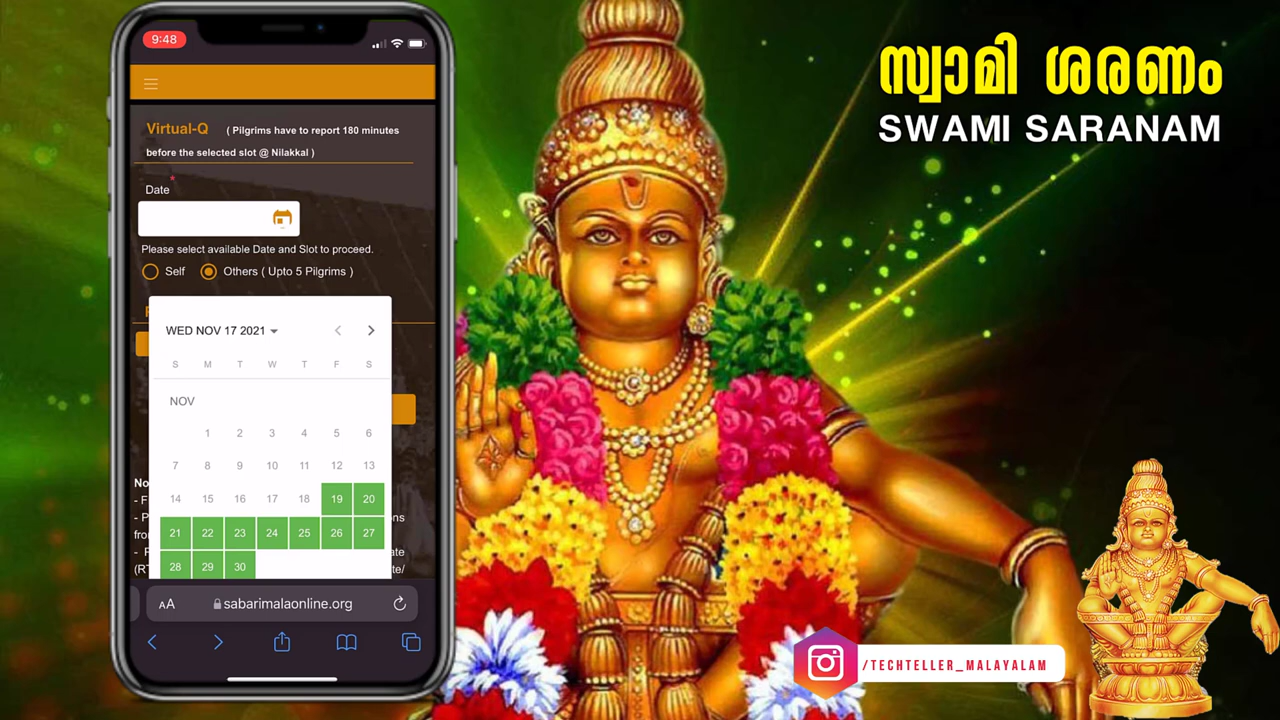 9:48
Virtual-Q ( Pilgrims have to report 180 minutes
before the selected slot @ Nilakkal )
Date *
Please select available Date and Slot to proceed.
Self Others ( Upto 5 Pilgrims )
WED NOV 17 2021
S M T W T F S
NOV
1 2 3 4 5 6
7 8 9 10 11 12 13
14 15 16 17 18 19 20
21 22 23 24 25 26 27
28 29 30
AA sabarimalaonline.org
സ്വാമി ശരണം
SWAMI SARANAM
/TECHTELLER_MALAYALAM